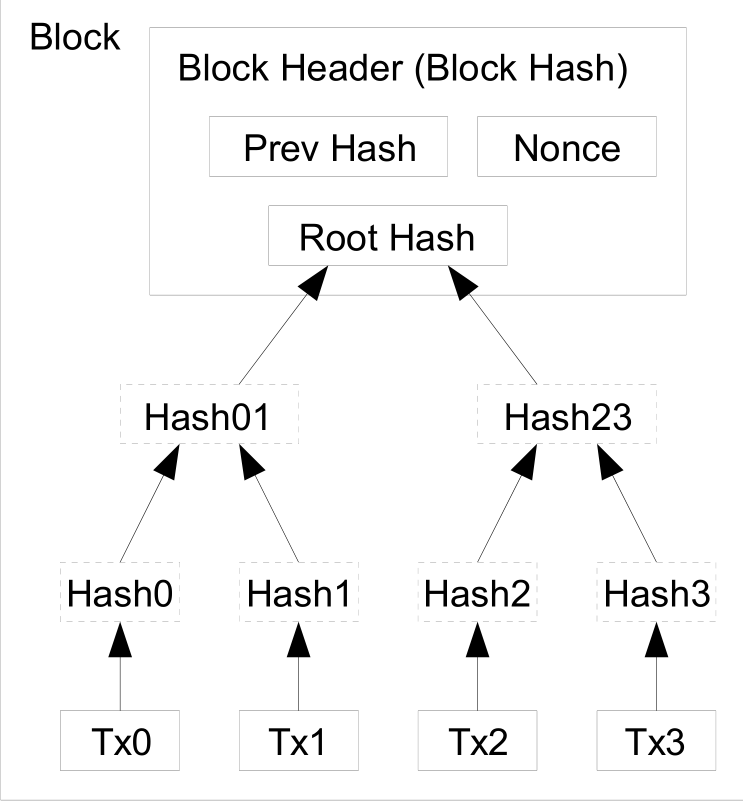 Block
Block Header (Block Hash)
Prev Hash
Nonce
Root Hash
Hash01
Hash23
Hash0
Hash1
Hash2
Hash3
Tx0
Tx1
Tx2
Tx3